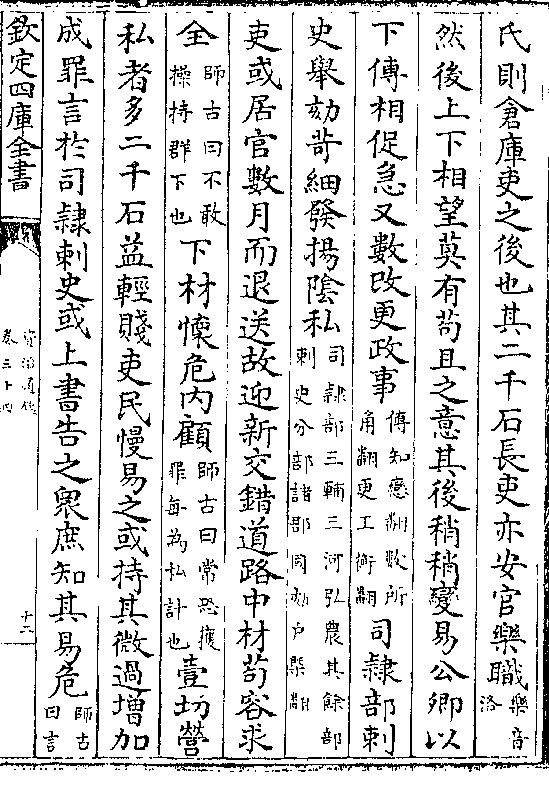 氏則倉庫吏之後也其二千石長吏亦安官樂職樂音洛
然後上下相望莫有苟且之意其後稍稍變易公卿以
下傳相促急又數改更政事傳知戀翻數所角翻更工衡翻司隷部刺
史舉劾苛細發揚陰私司隷部三輔三河弘農其餘部刺史分部諸郡國劾户槩翻
吏或居官數月而退送故迎新交錯道路中材苟容求
全師古曰不敢操持群下也下材懷危内顧師古曰常恐獲罪每為私計也壹切營
私者多二千石益輕賤吏民慢易之或持其微過增加
成罪言於司隷刺史或上書告之衆庶知其易危師古曰言
欽定四庫全書
資治通鑑
卷三十四
十二